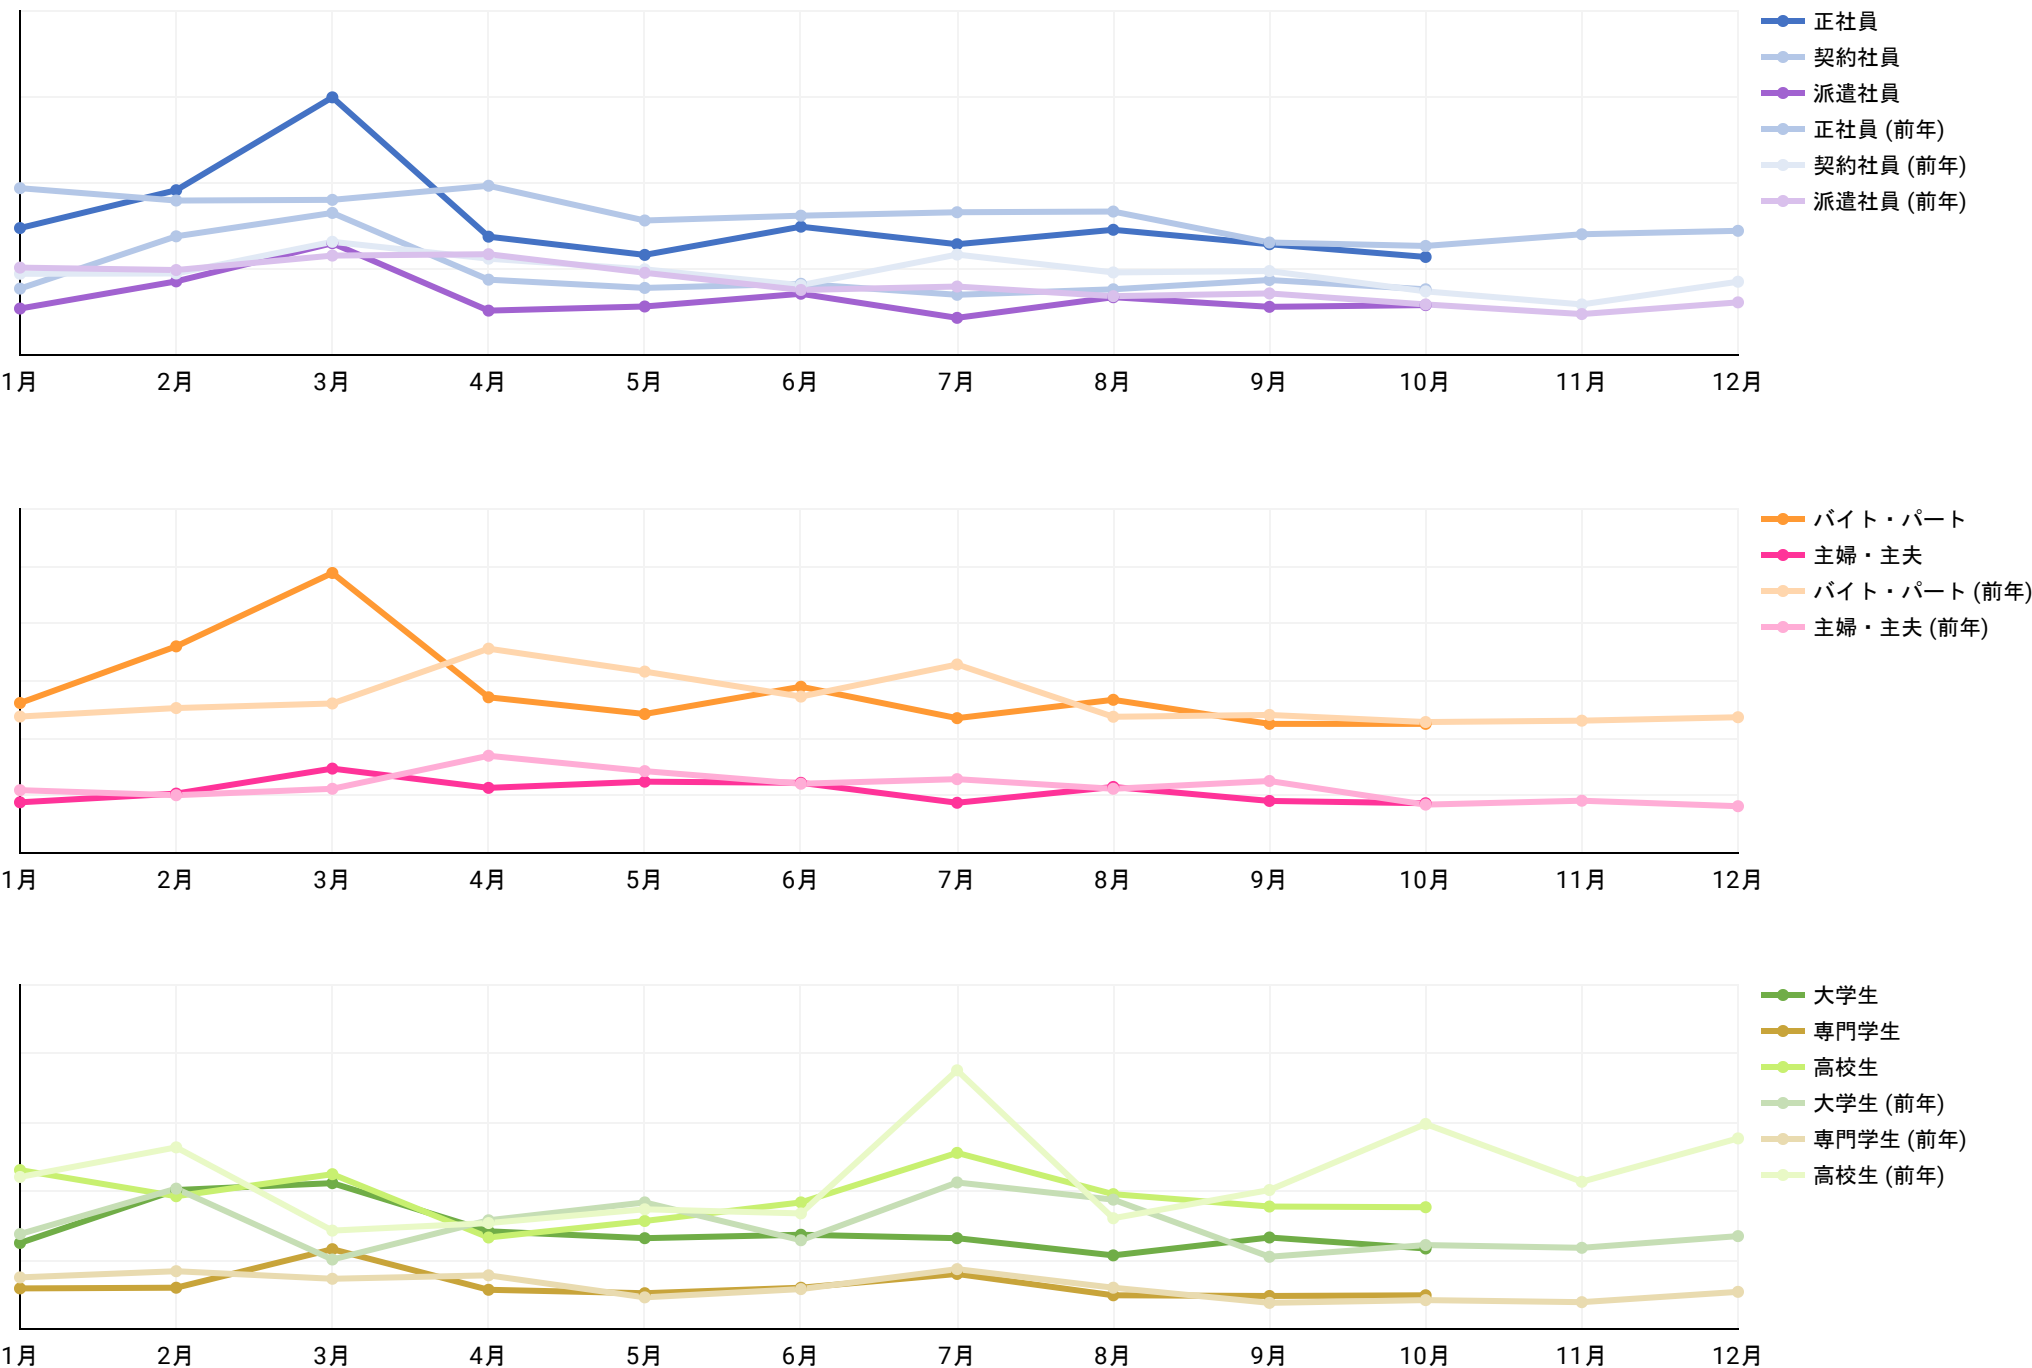 正社員
契約社員
派遣社員
正社員 (前年)
契約社員 (前年)
派遣社員 (前年)
1月 2月 3月 4月 5月 6月 7月 8月 9月 10月 11月 12月
バイト・パート
主婦・主夫
バイト・パート (前年)
主婦・主夫 (前年)
1月 2月 3月 4月 5月 6月 7月 8月 9月 10月 11月 12月
大学生
専門学生
高校生
大学生 (前年)
専門学生 (前年)
高校生 (前年)
1月 2月 3月 4月 5月 6月 7月 8月 9月 10月 11月 12月